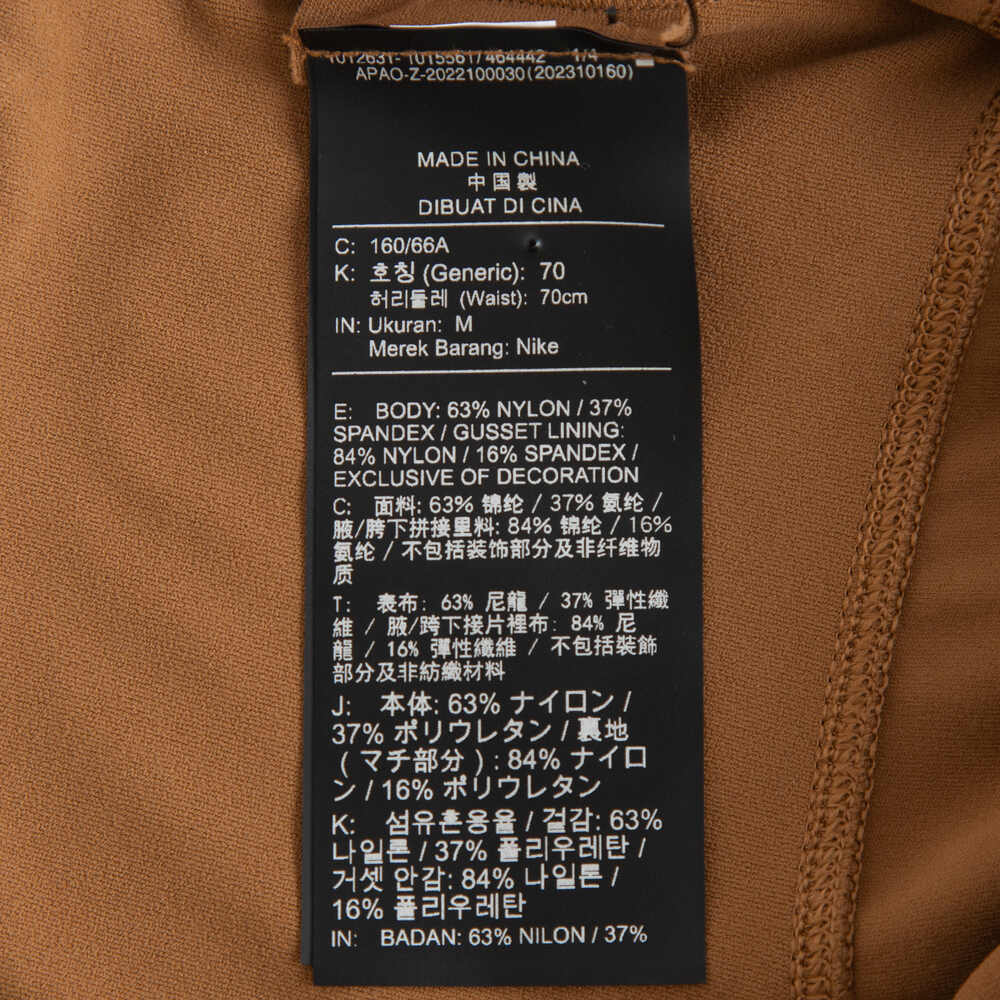 1012631- 1015561/464442 1/4
APAO-Z-2022100030(202310160)
MADE IN CHINA
中国製
DIBUAT DI CINA
C: 160/66A
K: 호칭 (Generic): 70
허리둘레 (Waist): 70cm
IN: Ukuran: M
Merek Barang: Nike
E: BODY: 63% NYLON / 37%
SPANDEX / GUSSET LINING:
84% NYLON / 16% SPANDEX /
EXCLUSIVE OF DECORATION
C: 面料: 63% 锦纶 / 37% 氨纶 /
腋/胯下拼接里料: 84% 锦纶 / 16%
氨纶 / 不包括装饰部分及非纤维物
质
T: 表布: 63% 尼龍 / 37% 彈性纖
維 / 腋/跨下接片裡布: 84% 尼
龍 / 16% 彈性纖維 / 不包括裝飾
部分及非紡織材料
J: 本体: 63% ナイロン /
37% ポリウレタン / 裏地
( マチ部分 ) : 84% ナイロ
ン / 16% ポリウレタン
K: 섬유혼용율 / 겉감: 63%
나일론 / 37% 폴리우레탄 /
거셋 안감: 84% 나일론 /
16% 폴리우레탄
IN: BADAN: 63% NILON / 37%